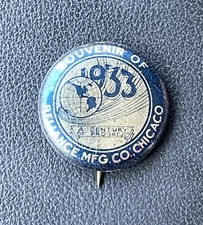 SOUVENIR OF
1933
A CENTURY
OF PROGRESS
RELIANCE MFG. CO. CHICAGO